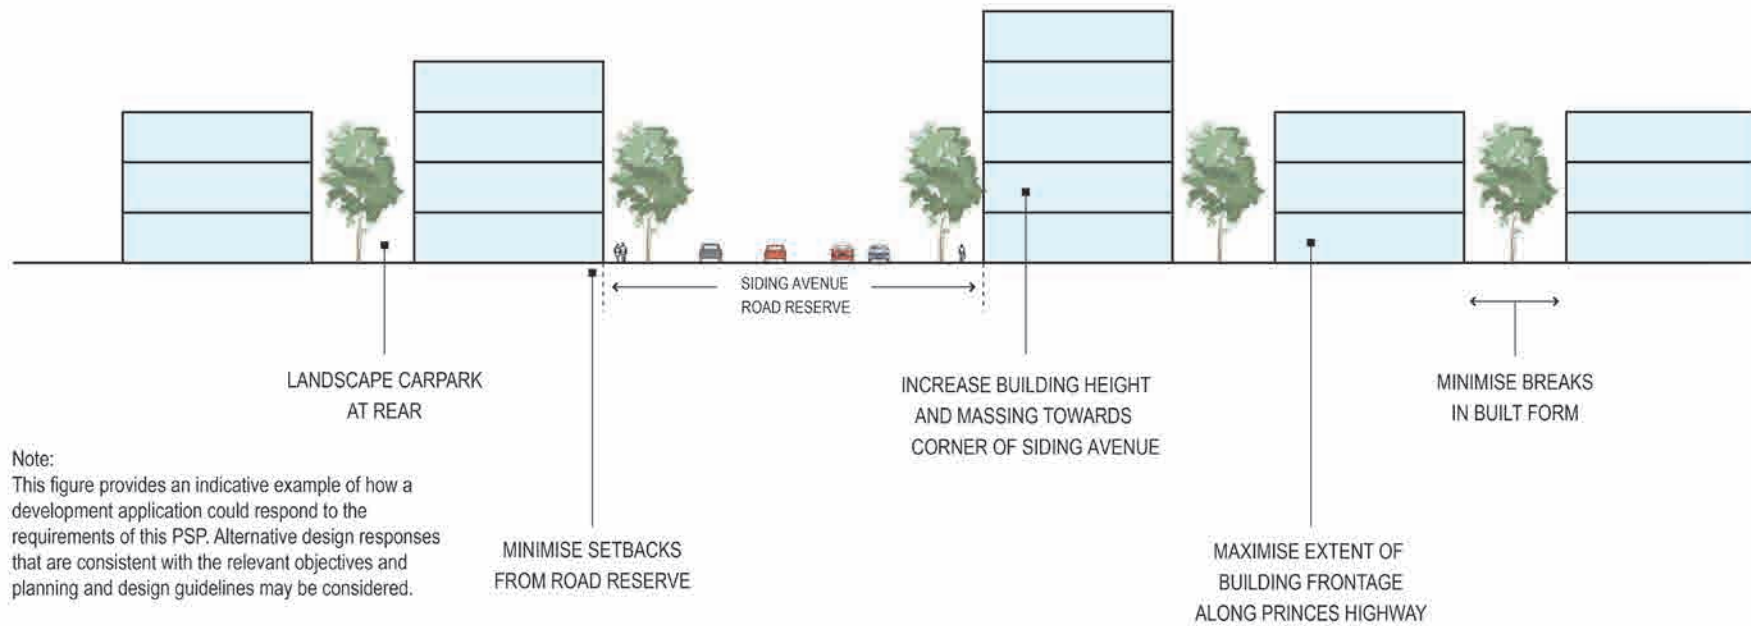 SIDING AVENUE
ROAD RESERVE
LANDSCAPE CARPARK
AT REAR
INCREASE BUILDING HEIGHT
AND MASSING TOWARDS
CORNER OF SIDING AVENUE
MINIMISE BREAKS
IN BUILT FORM
Note:
This figure provides an indicative example of how a
development application could respond to the
requirements of this PSP. Alternative design responses
that are consistent with the relevant objectives and
planning and design guidelines may be considered.
MINIMISE SETBACKS
FROM ROAD RESERVE
MAXIMISE EXTENT OF
BUILDING FRONTAGE
ALONG PRINCES HIGHWAY